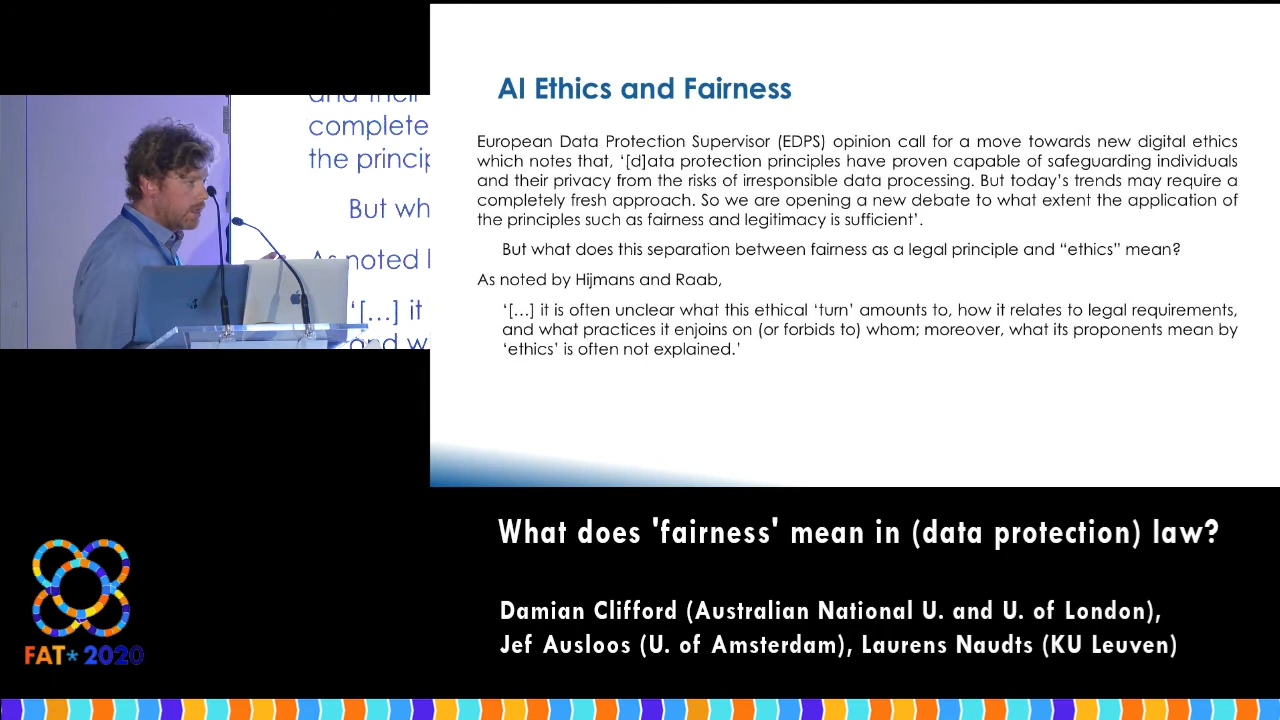 and their
complete
the princip
But wh
As noted
'[...] it
and w
AI Ethics and Fairness
European Data Protection Supervisor (EDPS) opinion call for a move towards new digital ethics
which notes that, '[d]ata protection principles have proven capable of safeguarding individuals
and their privacy from the risks of irresponsible data processing. But today's trends may require a
completely fresh approach. So we are opening a new debate to what extent the application of
the principles such as fairness and legitimacy is sufficient'.
But what does this separation between fairness as a legal principle and "ethics" mean?
As noted by Hijmans and Raab,
'[...] it is often unclear what this ethical 'turn' amounts to, how it relates to legal requirements,
and what practices it enjoins on (or forbids to) whom; moreover, what its proponents mean by
'ethics' is often not explained.'
What does 'fairness' mean in (data protection) law?
Damian Clifford (Australian National U. and U. of London),
Jef Ausloos (U. of Amsterdam), Laurens Naudts (KU Leuven)
FAT* 2020